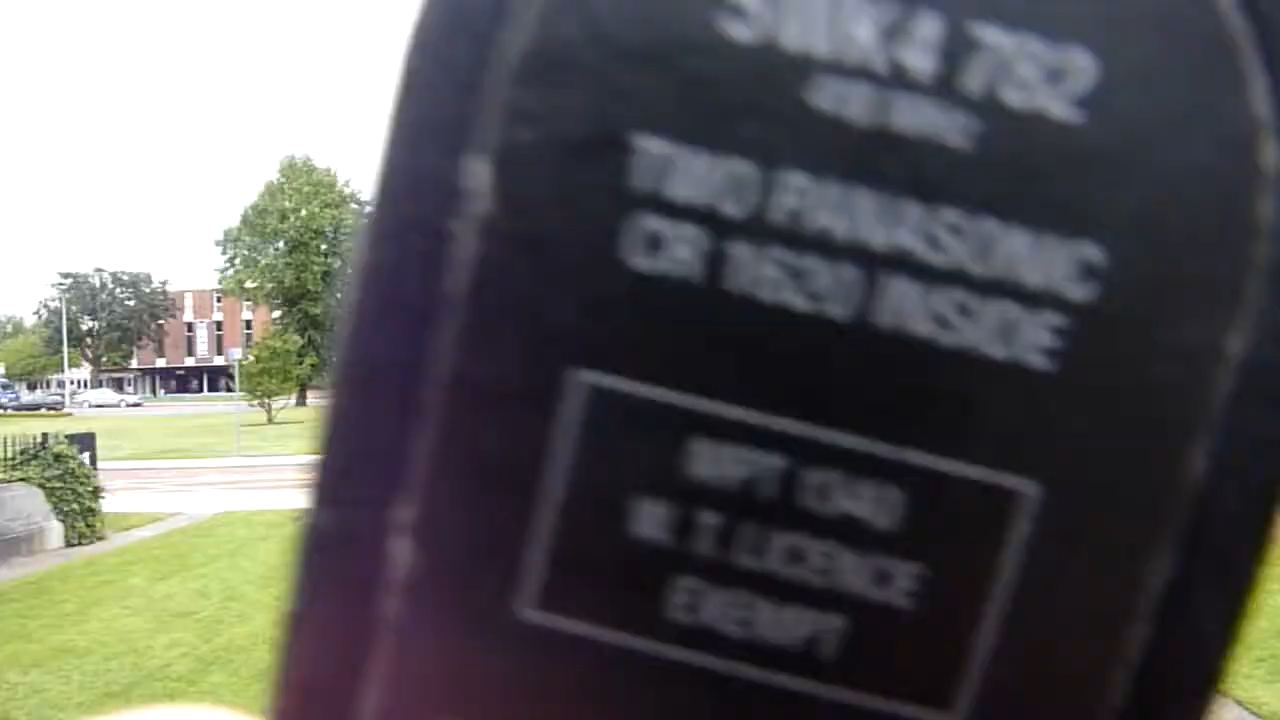 TWO PANASONIC
CR 1620 INSIDE
MPT 1340
W. T. LICENCE
EXEMPT